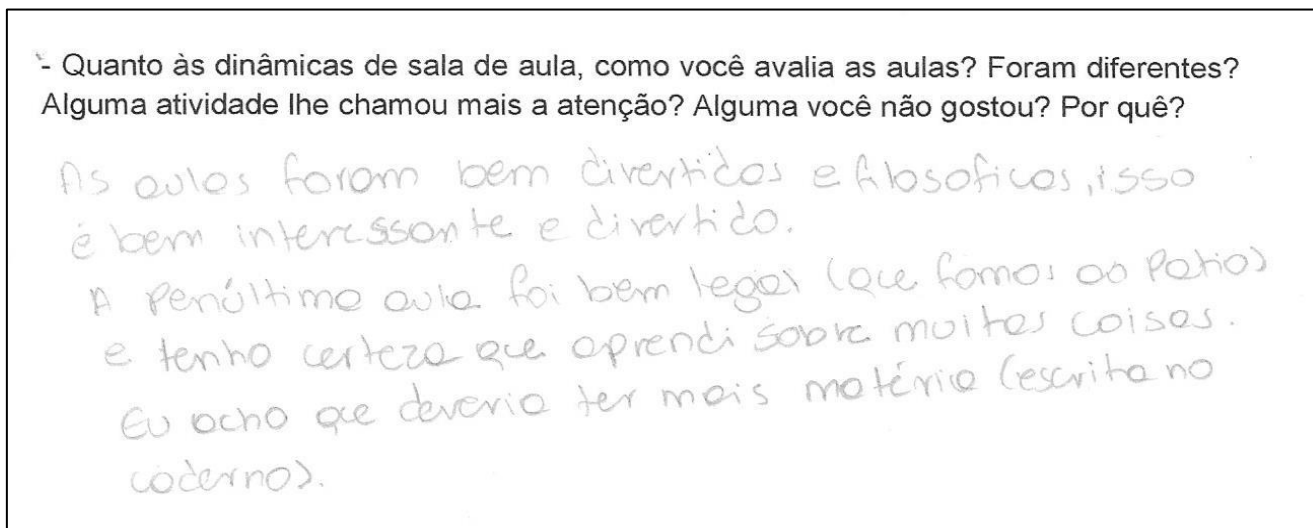 - Quanto às dinâmicas de sala de aula, como você avalia as aulas? Foram diferentes?
Alguma atividade lhe chamou mais a atenção? Alguma você não gostou? Por quê?
As aulas foram bem divertidas e filosoficas, isso
é bem interessante e divertido.
A penúltima aula foi bem legal (que fomos ao Patio)
e tenho certeza que aprendi sobre muitas coisas.
Eu acho que deveria ter mais matéria (escrita no
caderno).